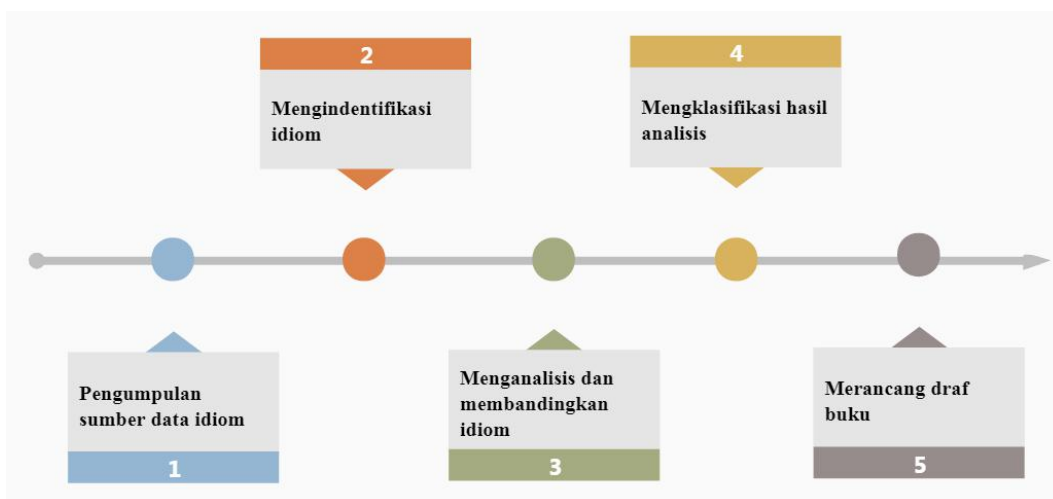 2
Mengindentifikasi
idiom
4
Mengklasifikasi hasil
analisis
Pengumpulan
sumber data idiom
1
Menganalisis dan
membandingkan
idiom
3
Merancang draf
buku
5